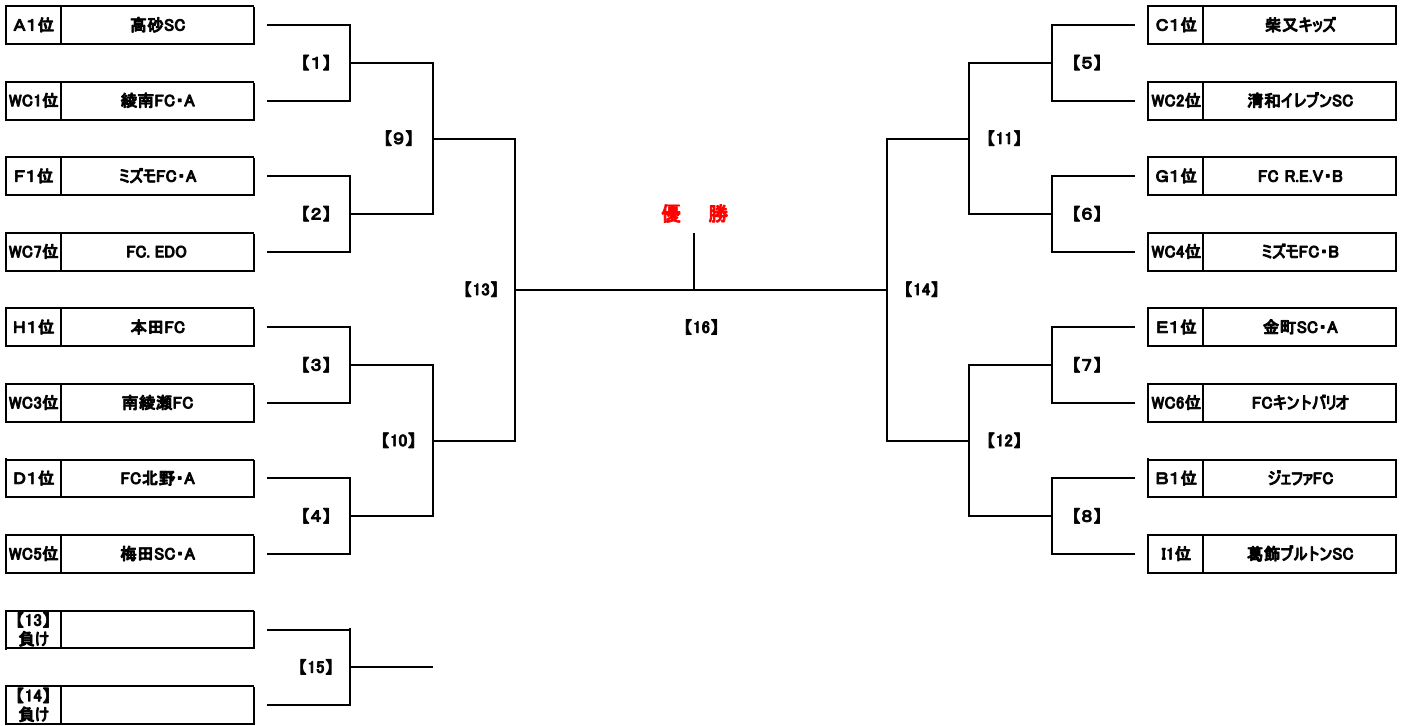 A1位 高砂SC
【1】
WC1位 綾南FC・A
【9】
F1位 ミズモFC・A
【2】
WC7位 FC. EDO
【13】
H1位 本田FC
【3】
WC3位 南綾瀬FC
【10】
D1位 FC北野・A
【4】
WC5位 梅田SC・A
優 勝
【16】
C1位 柴又キッズ
【5】
WC2位 清和イレブンSC
【11】
G1位 FC R.E.V・B
【6】
WC4位 ミズモFC・B
【14】
E1位 金町SC・A
【7】
WC6位 FCキントバリオ
【12】
B1位 ジェファFC
【8】
I1位 葛飾ブルトンSC
【13】
負け
【15】
【14】
負け